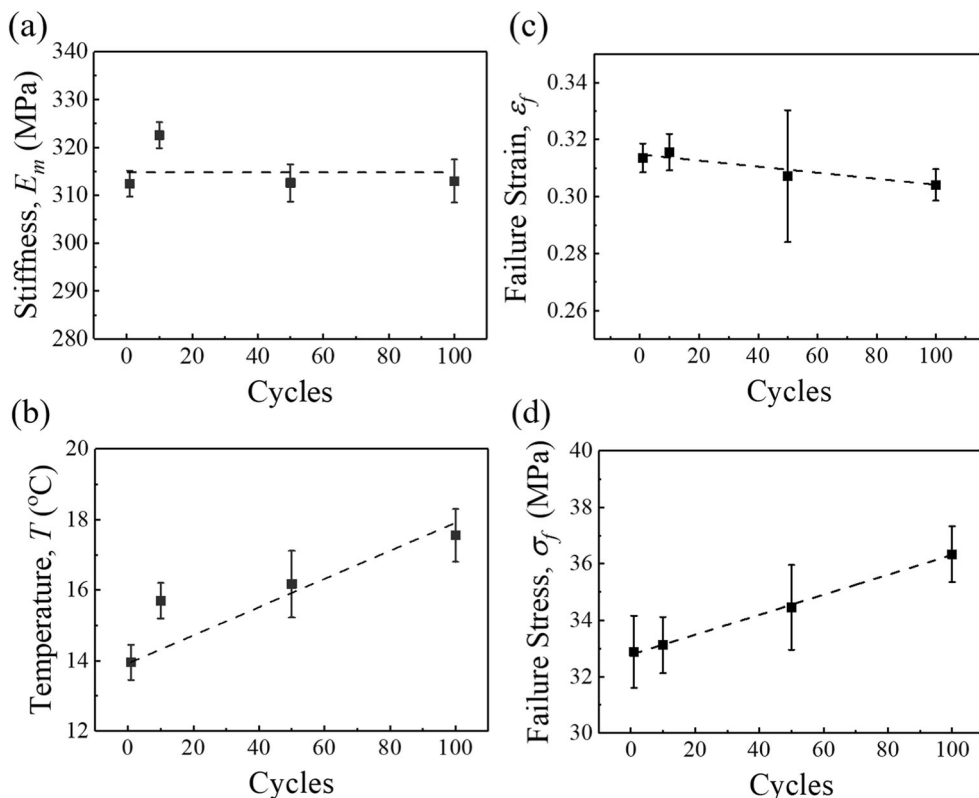 (a)
340
330
320
310
300
290
280
Stiffness, E_m (MPa)
0 20 40 60 80 100
Cycles
(c)
0.34
0.32
0.30
0.28
0.26
Failure Strain, ε_f
0 20 40 60 80 100
Cycles
(b)
20
18
16
14
12
Temperature, T (°C)
0 20 40 60 80 100
Cycles
(d)
40
38
36
33
32
30
Failure Stress, σ_f (MPa)
0 20 40 60 80 100
Cycles